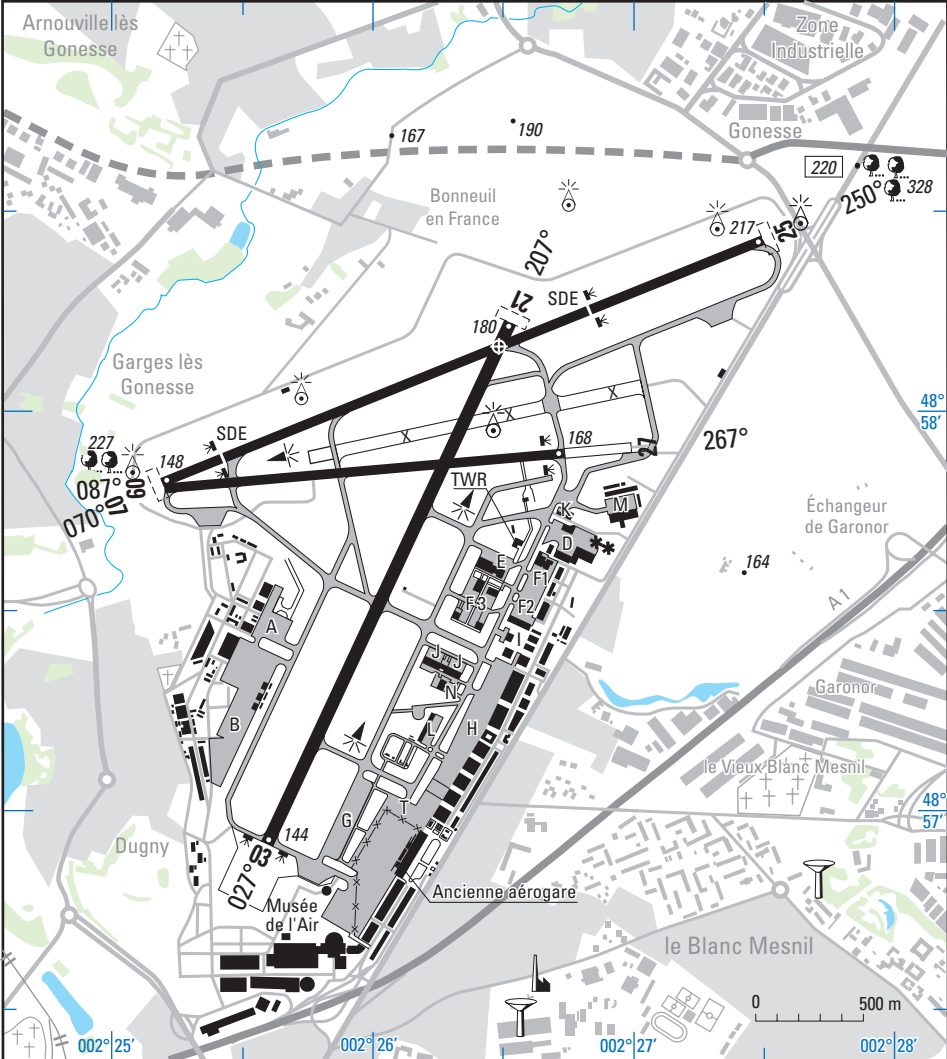 Arnouville lès
Gonesse
Zone
Industrielle
167
190
Gonesse
220
250°
328
Bonneuil
en France
217
25
207°
21
SDE
180
Garges lès
Gonesse
48°
58'
X
X
SDE
227
148
168
27
267°
087°
09
070°
07
TWR
K
M
D
Échangeur
de Garonor
E
F1
164
F3
F2
A 1
A
I
J
J
N
Garonor
B
H
L
le Vieux Blanc Mesnil
48°
57'
T
G
144
Dugny
03
027°
Ancienne aérogare
Musée
de l'Air
le Blanc Mesnil
0
500 m
002° 25'
002° 26'
002° 27'
002° 28'